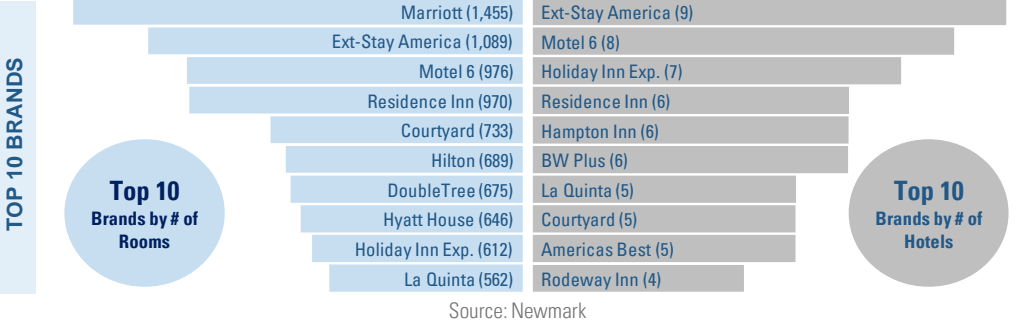 TOP 10 BRANDS
Marriott (1,455)
Ext-Stay America (1,089)
Motel 6 (976)
Residence Inn (970)
Courtyard (733)
Hilton (689)
DoubleTree (675)
Hyatt House (646)
Holiday Inn Exp. (612)
La Quinta (562)
Top 10
Brands by # of
Rooms
Ext-Stay America (9)
Motel 6 (8)
Holiday Inn Exp. (7)
Residence Inn (6)
Hampton Inn (6)
BW Plus (6)
La Quinta (5)
Courtyard (5)
Americas Best (5)
Rodeway Inn (4)
Top 10
Brands by # of
Hotels
Source: Newmark